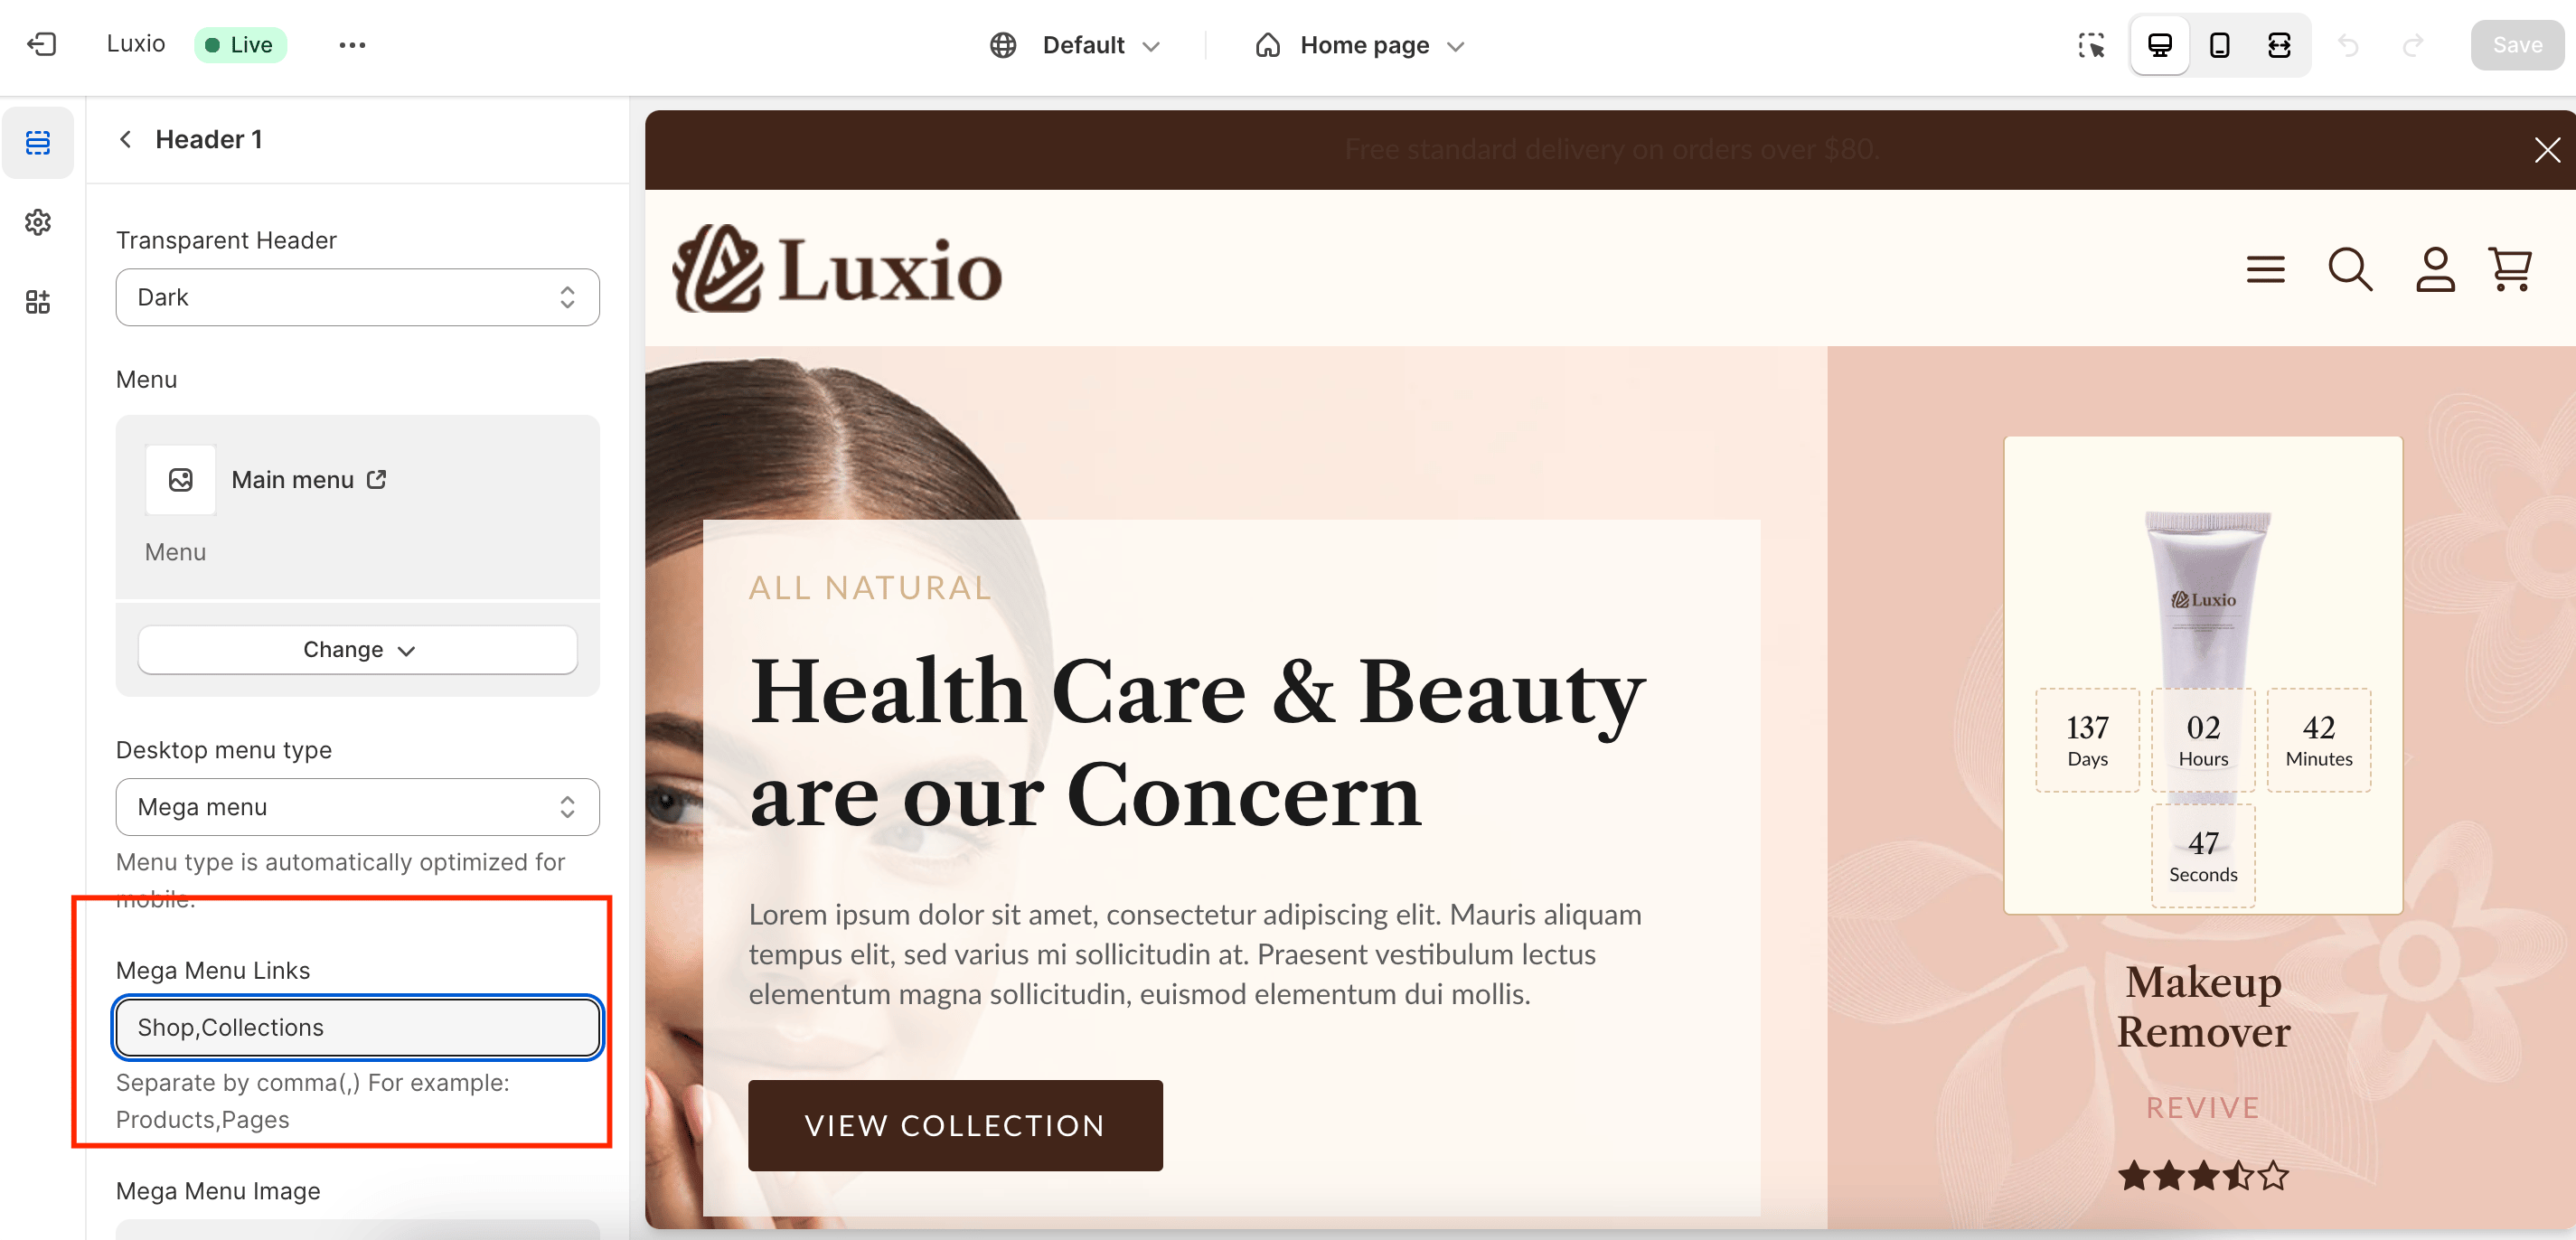 Luxio
Live
Default
Home page
Save
Header 1
Transparent Header
Dark
Menu
Main menu
Menu
Change
Desktop menu type
Mega menu
Menu type is automatically optimized for
mobile.
Mega Menu Links
Shop,Collections
Separate by comma(,) For example:
Products,Pages
Mega Menu Image
Free standard delivery on orders over $80.
Luxio
ALL NATURAL
Health Care & Beauty
are our Concern
Lorem ipsum dolor sit amet, consectetur adipiscing elit. Mauris aliquam
tempus elit, sed varius mi sollicitudin at. Praesent vestibulum lectus
elementum magna sollicitudin, euismod elementum dui mollis.
VIEW COLLECTION
Luxio
137
Days
02
Hours
42
Minutes
47
Seconds
Makeup
Remover
REVIVE